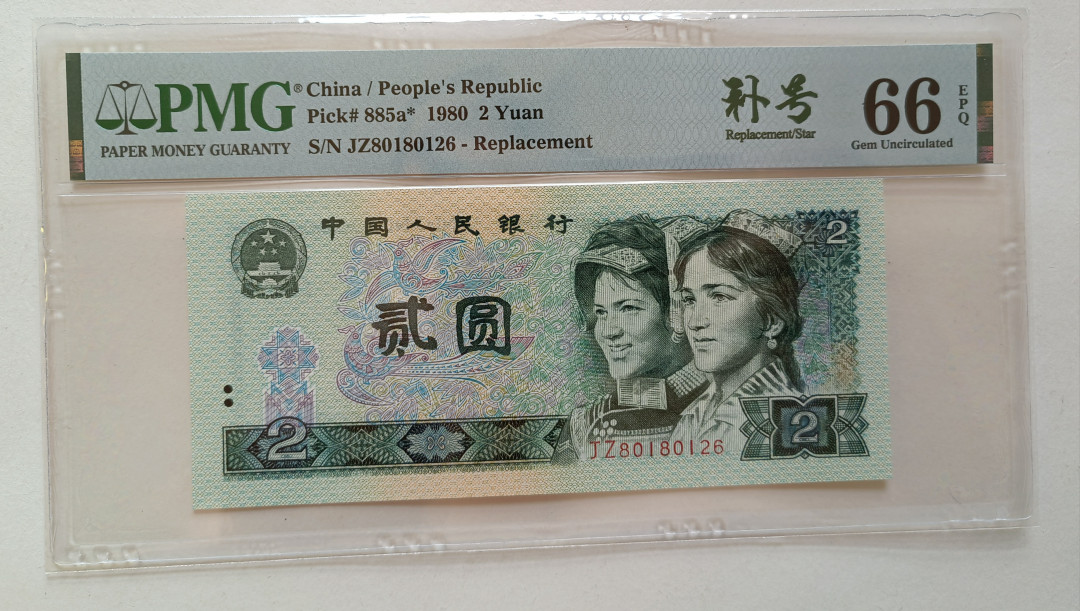 PMG®
PAPER MONEY GUARANTY
China / People's Republic
Pick# 885a* 1980 2 Yuan
S/N JZ80180126 - Replacement
补号
Replacement/Star
66
EPQ
Gem Uncirculated
中国人民银行
2
贰圆
2
JZ80180126
2